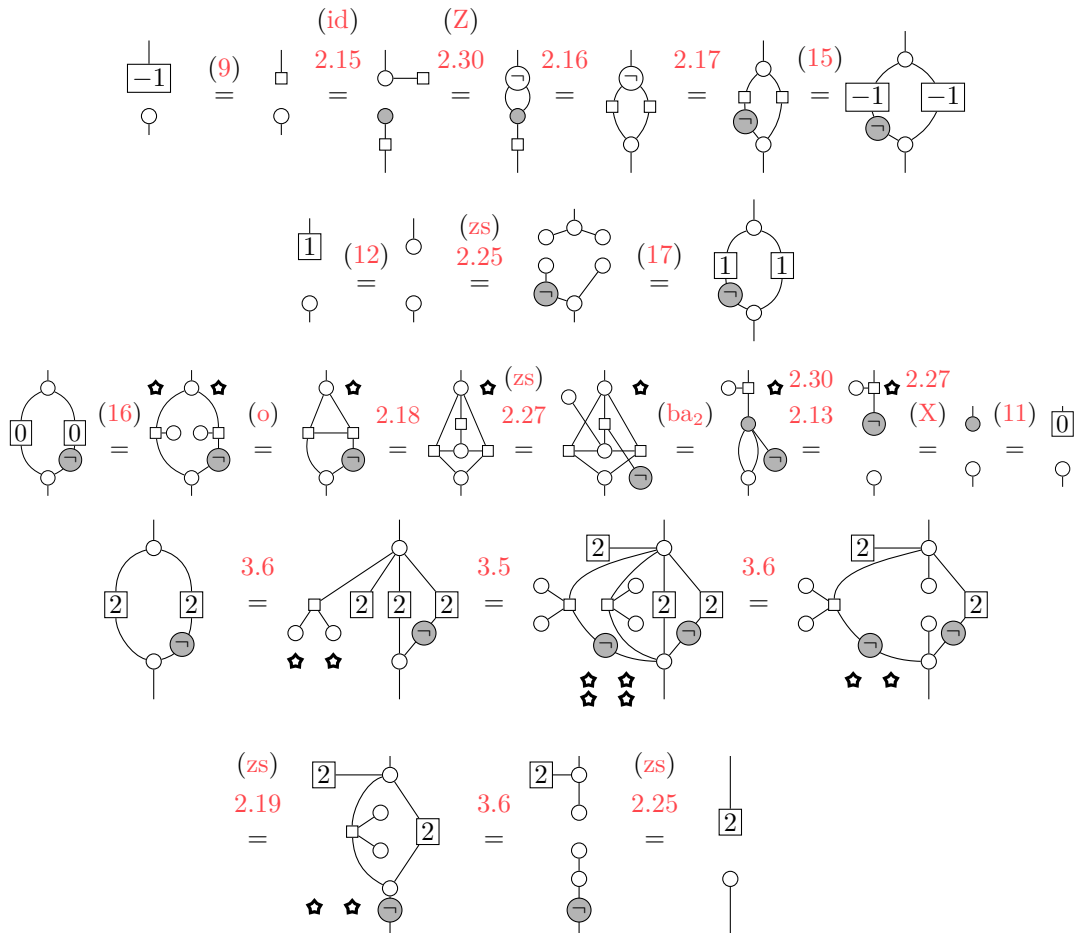 (id) (Z)
−1 (9) 2.15 2.30 ¬ 2.16 ¬ 2.17 (15)
= = = = ¬ = −1 −1 ¬
(zs)
1 (12) 2.25 (17) 1 1
= = ¬ = ¬
(zs) 2.30 2.27
0 0 (16) (o) 2.18 2.27 (ba₂) 2.13 (X) (11) 0
¬ = ¬ = ¬ = ¬ = ¬ = ¬ = ¬ = =
3.6 3.5 2 3.6 2
2 2 = 2 2 2 = 2 2 = 2
¬ ¬ ¬ ¬ ¬ ¬
(zs) 2 2 (zs)
2.19 3.6 2.25
= 2 = = 2
¬ ¬